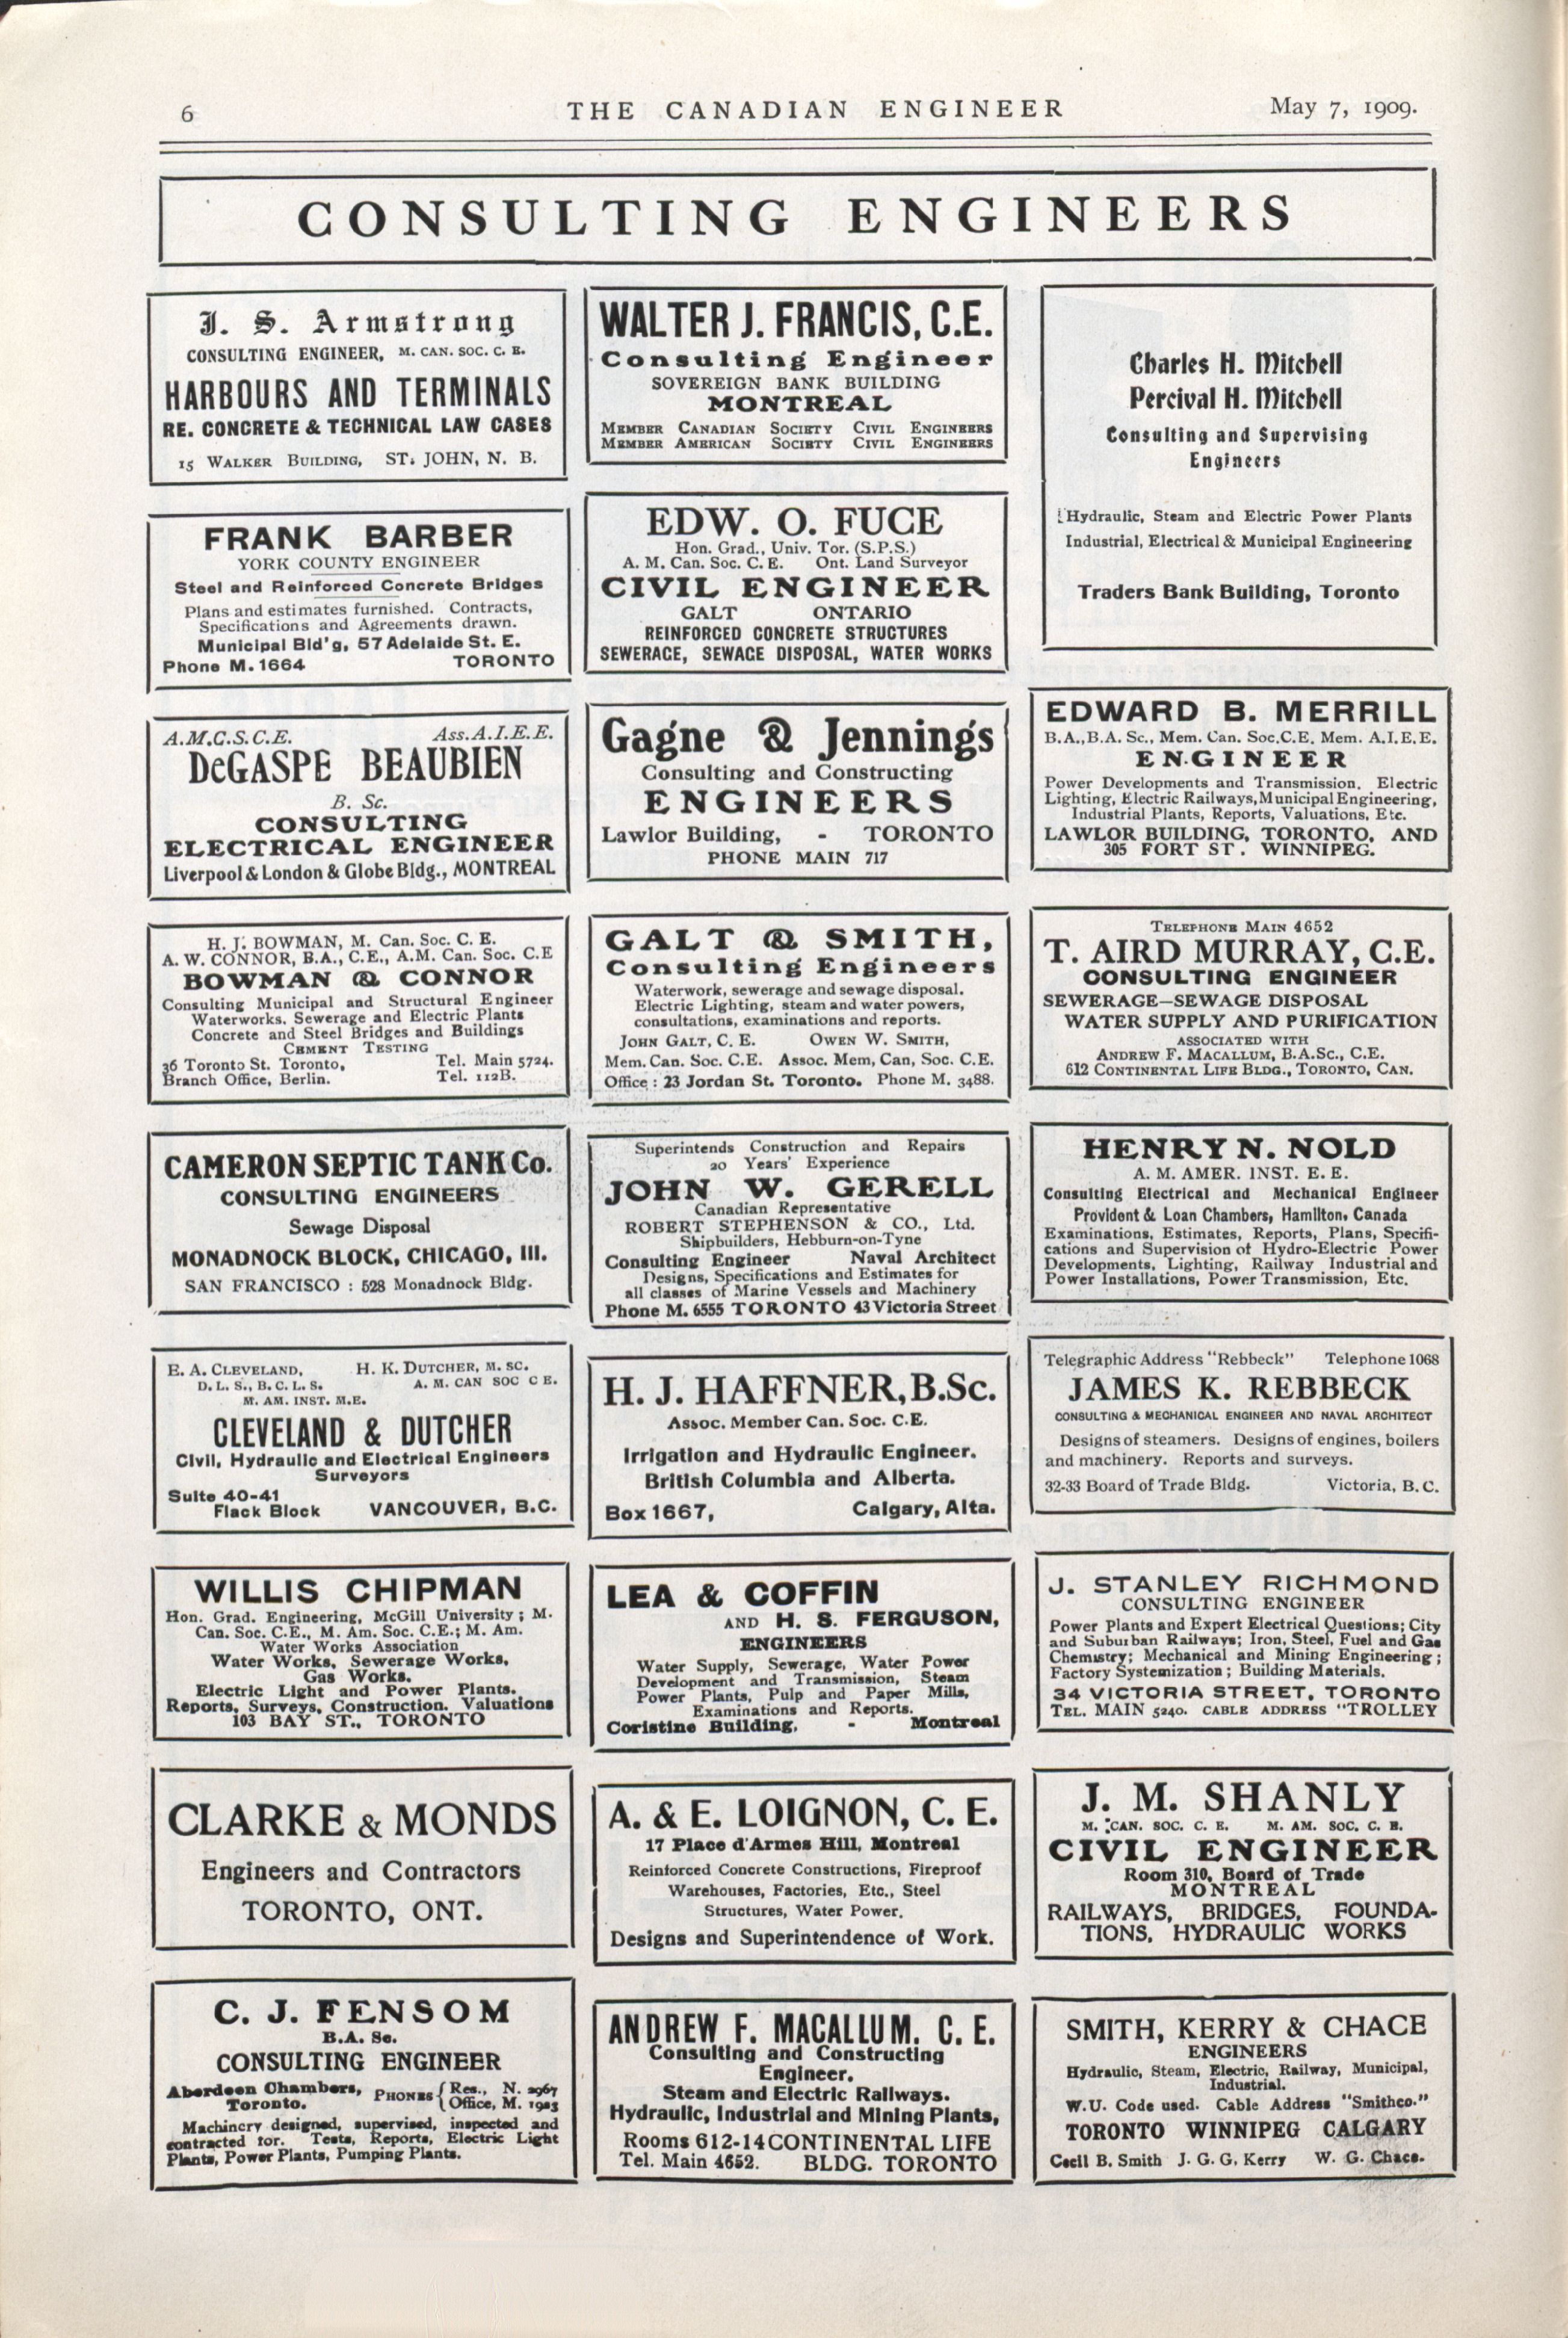 6
THE CANADIAN ENGINEER
May 7, 1909.
CONSULTING ENGINEERS
J. S. Armstrong
CONSULTING ENGINEER, M. CAN. SOC. C. E.
HARBOURS AND TERMINALS
RE. CONCRETE & TECHNICAL LAW CASES
15 WALKER BUILDING, ST. JOHN, N. B.
FRANK BARBER
YORK COUNTY ENGINEER
Steel and Reinforced Concrete Bridges
Plans and estimates furnished. Contracts,
Specifications and Agreements drawn.
Municipal Bld'g, 57 Adelaide St. E.
Phone M. 1664 TORONTO
A.M.C.S.C.E. Ass.A.I.E.E.
DeGASPE BEAUBIEN
B. Sc.
CONSULTING
ELECTRICAL ENGINEER
Liverpool & London & Globe Bldg., MONTREAL
H. J. BOWMAN, M. Can. Soc. C. E.
A. W. CONNOR, B.A., C.E., A.M. Can. Soc. C.E
BOWMAN & CONNOR
Consulting Municipal and Structural Engineer
Waterworks, Sewerage and Electric Plants
Concrete and Steel Bridges and Buildings
CEMENT TESTING
36 Toronto St. Toronto, Tel. Main 5724.
Branch Office, Berlin. Tel. 112B.
CAMERON SEPTIC TANK Co.
CONSULTING ENGINEERS
Sewage Disposal
MONADNOCK BLOCK, CHICAGO, Ill.
SAN FRANCISCO : 528 Monadnock Bldg.
E. A. CLEVELAND, H. K. DUTCHER, M. SC.
D. L. S., B. C. L. S. A. M. CAN SOC C E.
M. AM. INST. M.E.
CLEVELAND & DUTCHER
Civil, Hydraulic and Electrical Engineers
Surveyors
Suite 40-41
Flack Block VANCOUVER, B.C.
WILLIS CHIPMAN
Hon. Grad. Engineering, McGill University ; M.
Can. Soc. C.E., M. Am. Soc. C.E.; M. Am.
Water Works Association
Water Works, Sewerage Works,
Gas Works.
Electric Light and Power Plants.
Reports, Surveys, Construction. Valuations
103 BAY ST., TORONTO
CLARKE & MONDS
Engineers and Contractors
TORONTO, ONT.
C. J. FENSOM
B.A. Sc.
CONSULTING ENGINEER
Aberdeen Chambers, PHONES { Res., N. 2967
Toronto. Office, M. 1923
Machinery designed, supervised, inspected and
contracted for. Tests, Reports, Electric Light
Plants, Power Plants, Pumping Plants.
WALTER J. FRANCIS, C.E.
Consulting Engineer
SOVEREIGN BANK BUILDING
MONTREAL
MEMBER CANADIAN SOCIETY CIVIL ENGINEERS
MEMBER AMERICAN SOCIETY CIVIL ENGINEERS
EDW. O. FUCE
Hon. Grad., Univ. Tor. (S.P.S.)
A. M. Can. Soc. C. E. Ont. Land Surveyor
CIVIL ENGINEER
GALT ONTARIO
REINFORCED CONCRETE STRUCTURES
SEWERAGE, SEWAGE DISPOSAL, WATER WORKS
Gagne & Jennings
Consulting and Constructing
ENGINEERS
Lawlor Building, - TORONTO
PHONE MAIN 717
GALT & SMITH,
Consulting Engineers
Waterwork, sewerage and sewage disposal.
Electric Lighting, steam and water powers,
consultations, examinations and reports.
JOHN GALT, C. E. OWEN W. SMITH,
Mem. Can. Soc. C.E. Assoc. Mem, Can, Soc. C.E.
Office : 23 Jordan St. Toronto. Phone M. 3488.
Superintends Construction and Repairs
20 Years' Experience
JOHN W. GERELL
Canadian Representative
ROBERT STEPHENSON & CO., Ltd.
Shipbuilders, Hebburn-on-Tyne
Consulting Engineer Naval Architect
Designs, Specifications and Estimates for
all classes of Marine Vessels and Machinery
Phone M. 6555 TORONTO 43 Victoria Street
H. J. HAFFNER, B.Sc.
Assoc. Member Can. Soc. C.E.
Irrigation and Hydraulic Engineer.
British Columbia and Alberta.
Box 1667, Calgary, Alta.
LEA & COFFIN
AND H. S. FERGUSON,
ENGINEERS
Water Supply, Sewerage, Water Power
Development and Transmission, Steam
Power Plants, Pulp and Paper Mills,
Examinations and Reports.
Coristine Building, - Montreal
A. & E. LOIGNON, C. E.
17 Place d'Armes Hill, Montreal
Reinforced Concrete Constructions, Fireproof
Warehouses, Factories, Etc., Steel
Structures, Water Power.
Designs and Superintendence of Work.
ANDREW F. MACALLUM, C. E.
Consulting and Constructing
Engineer.
Steam and Electric Railways.
Hydraulic, Industrial and Mining Plants,
Rooms 612-14 CONTINENTAL LIFE
Tel. Main 4652. BLDG. TORONTO
Charles H. Mitchell
Percival H. Mitchell
Consulting and Supervising
Engineers
Hydraulic, Steam and Electric Power Plants
Industrial, Electrical & Municipal Engineering
Traders Bank Building, Toronto
EDWARD B. MERRILL
B.A., B.A. Sc., Mem. Can. Soc.C.E. Mem. A.I.E.E.
ENGINEER
Power Developments and Transmission, Electric
Lighting, Electric Railways, Municipal Engineering,
Industrial Plants, Reports, Valuations, Etc.
LAWLOR BUILDING, TORONTO, AND
305 FORT ST. WINNIPEG.
TELEPHONE MAIN 4652
T. AIRD MURRAY, C.E.
CONSULTING ENGINEER
SEWERAGE—SEWAGE DISPOSAL
WATER SUPPLY AND PURIFICATION
ASSOCIATED WITH
ANDREW F. MACALLUM, B.A.Sc., C.E.
612 CONTINENTAL LIFE BLDG., TORONTO, CAN.
HENRY N. NOLD
A. M. AMER. INST. E. E.
Consulting Electrical and Mechanical Engineer
Provident & Loan Chambers, Hamilton, Canada
Examinations, Estimates, Reports, Plans, Specifi-
cations and Supervision of Hydro-Electric Power
Developments, Lighting, Railway Industrial and
Power Installations, Power Transmission, Etc.
Telegraphic Address "Rebbeck" Telephone 1068
JAMES K. REBBECK
CONSULTING & MECHANICAL ENGINEER AND NAVAL ARCHITECT
Designs of steamers. Designs of engines, boilers
and machinery. Reports and surveys.
32-33 Board of Trade Bldg. Victoria, B. C.
J. STANLEY RICHMOND
CONSULTING ENGINEER
Power Plants and Expert Electrical Questions; City
and Suburban Railways; Iron, Steel, Fuel and Gas
Chemistry; Mechanical and Mining Engineering ;
Factory Systemization ; Building Materials.
34 VICTORIA STREET, TORONTO
TEL. MAIN 5240. CABLE ADDRESS "TROLLEY
J. M. SHANLY
M. CAN. SOC. C. E. M. AM. SOC. C. E.
CIVIL ENGINEER
Room 310, Board of Trade
MONTREAL
RAILWAYS, BRIDGES, FOUNDA-
TIONS, HYDRAULIC WORKS
SMITH, KERRY & CHACE
ENGINEERS
Hydraulic, Steam, Electric, Railway, Municipal,
Industrial.
W.U. Code used. Cable Address "Smithco."
TORONTO WINNIPEG CALGARY
Cecil B. Smith J. G. G. Kerry W. G. Chace.